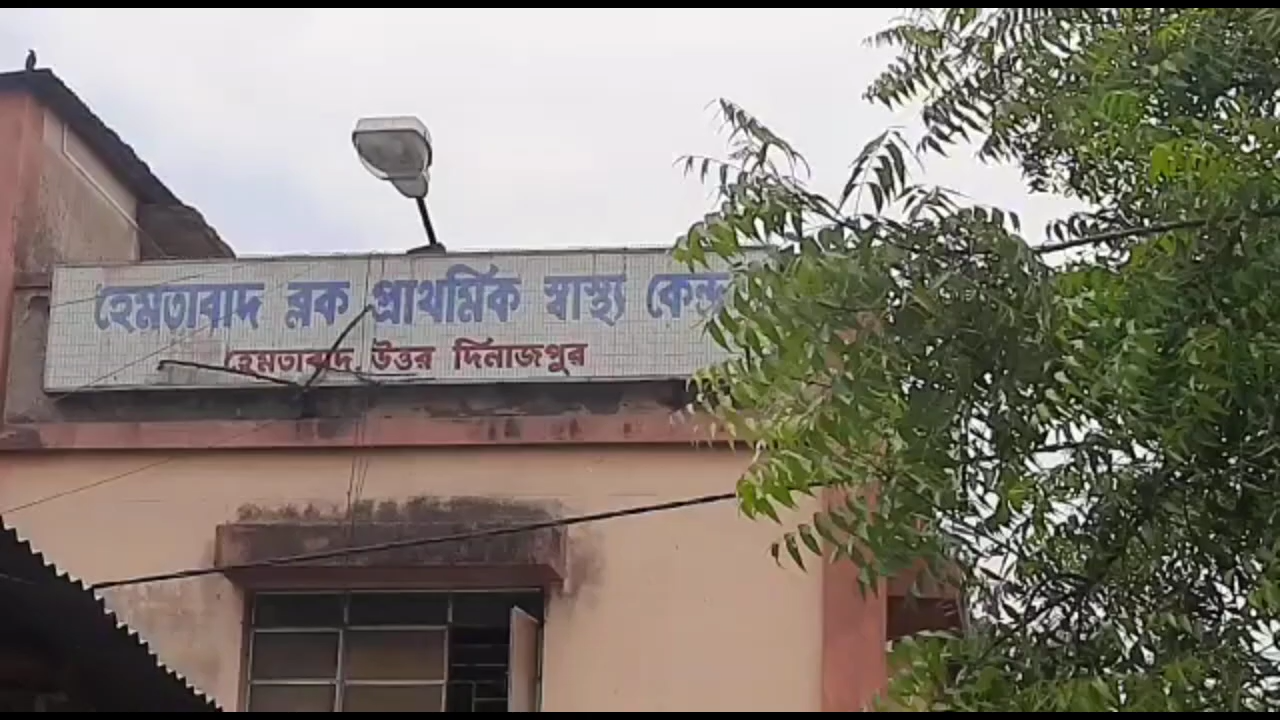 হেমতাবাদ ব্লক প্রাথমিক স্বাস্থ্য কেন্দ্র
হেমতাবাদ, উত্তর দিনাজপুর